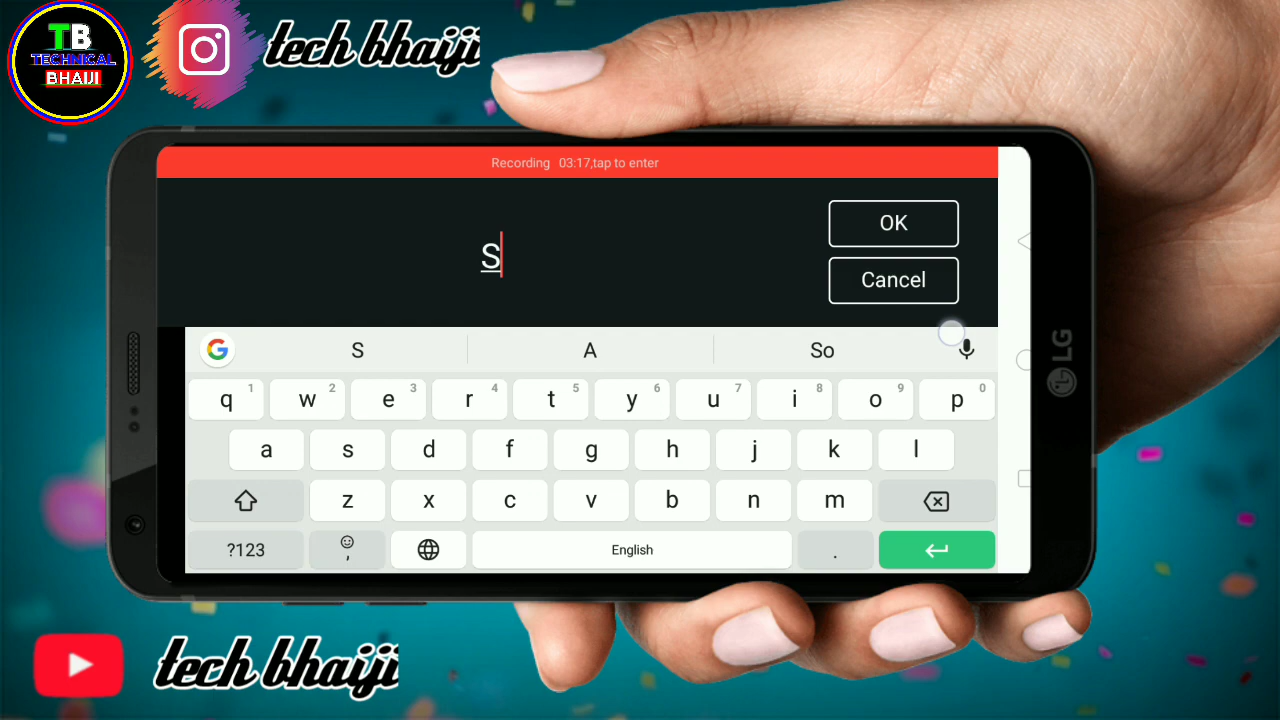 TB
TECHNICAL
BHAIJI
tech bhaiji
Recording 03:17,tap to enter
S
OK
Cancel
S A So
q 1 w 2 e 3 r 4 t 5 y 6 u 7 i 8 o 9 p 0
a s d f g h j k l
z x c v b n m
?123 , English .
LG
tech bhaiji